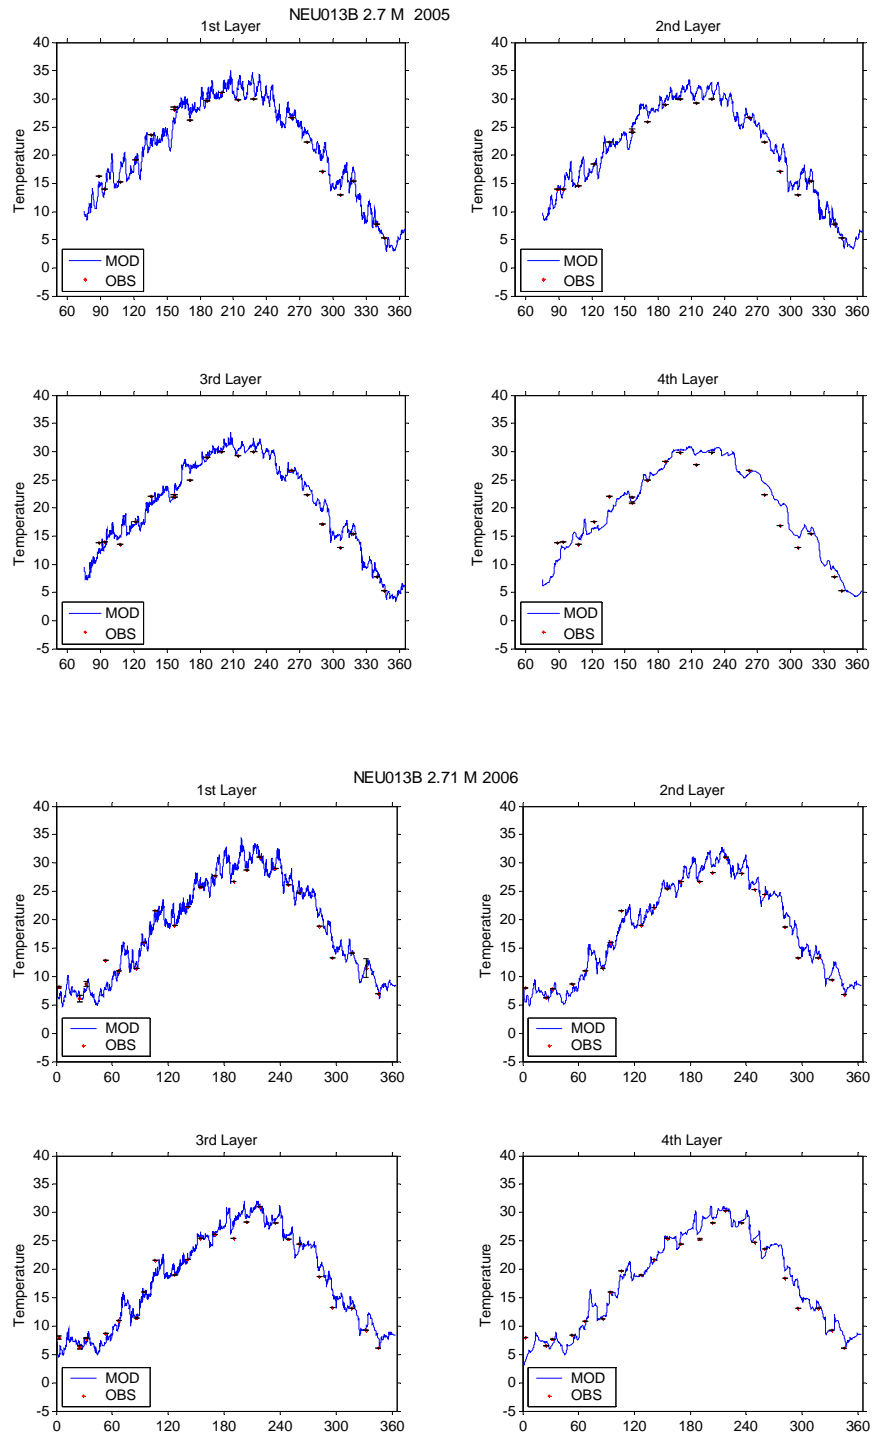 NEU013B 2.7 M  2005
1st Layer
2nd Layer
40 35 30 25 20 15 10 5 0 -5
Temperature
MOD
OBS
60 90 120 150 180 210 240 270 300 330 360
40 35 30 25 20 15 10 5 0 -5
Temperature
MOD
OBS
60 90 120 150 180 210 240 270 300 330 360
3rd Layer
4th Layer
40 35 30 25 20 15 10 5 0 -5
Temperature
MOD
OBS
60 90 120 150 180 210 240 270 300 330 360
40 35 30 25 20 15 10 5 0 -5
Temperature
MOD
OBS
60 90 120 150 180 210 240 270 300 330 360
NEU013B 2.71 M 2006
1st Layer
2nd Layer
40 35 30 25 20 15 10 5 0 -5
Temperature
MOD
OBS
0 60 120 180 240 300 360
40 35 30 25 20 15 10 5 0 -5
Temperature
MOD
OBS
0 60 120 180 240 300 360
3rd Layer
4th Layer
40 35 30 25 20 15 10 5 0 -5
Temperature
MOD
OBS
0 60 120 180 240 300 360
40 35 30 25 20 15 10 5 0 -5
Temperature
MOD
OBS
0 60 120 180 240 300 360